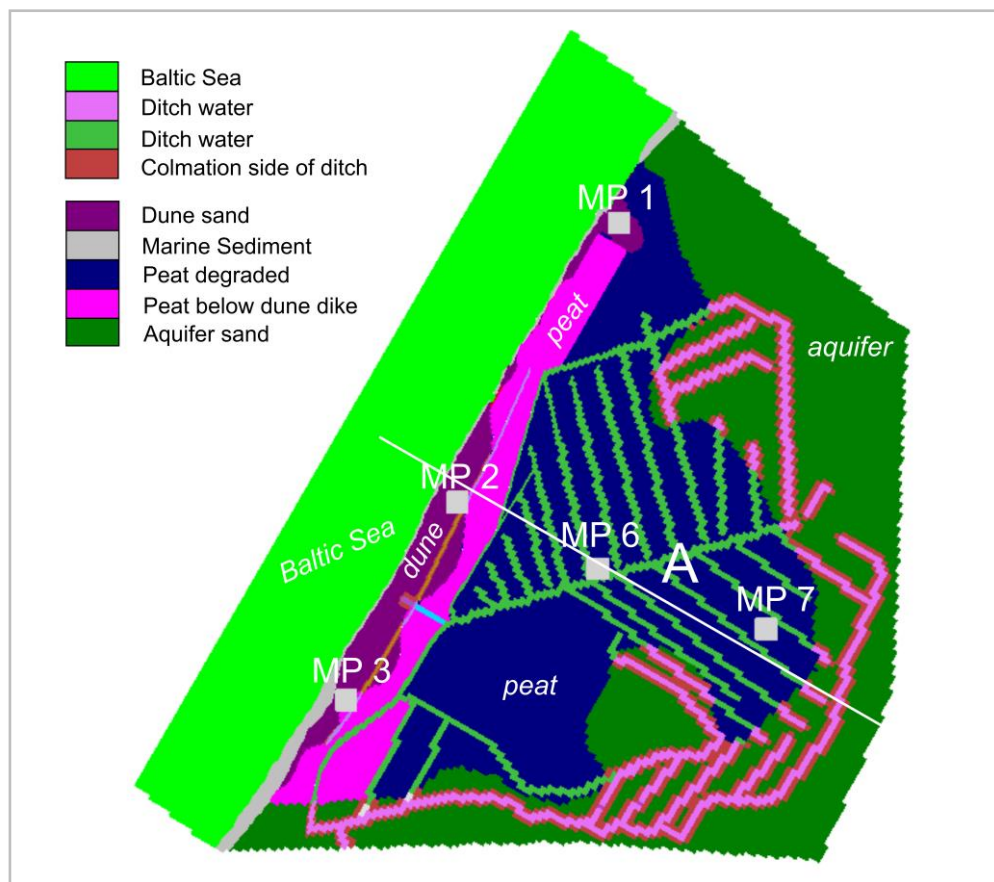 Baltic Sea
Ditch water
Ditch water
Colmation side of ditch
Dune sand
Marine Sediment
Peat degraded
Peat below dune dike
Aquifer sand
MP 1
peat
aquifer
MP 2
Baltic Sea
dune
MP 6
A
MP 7
MP 3
peat